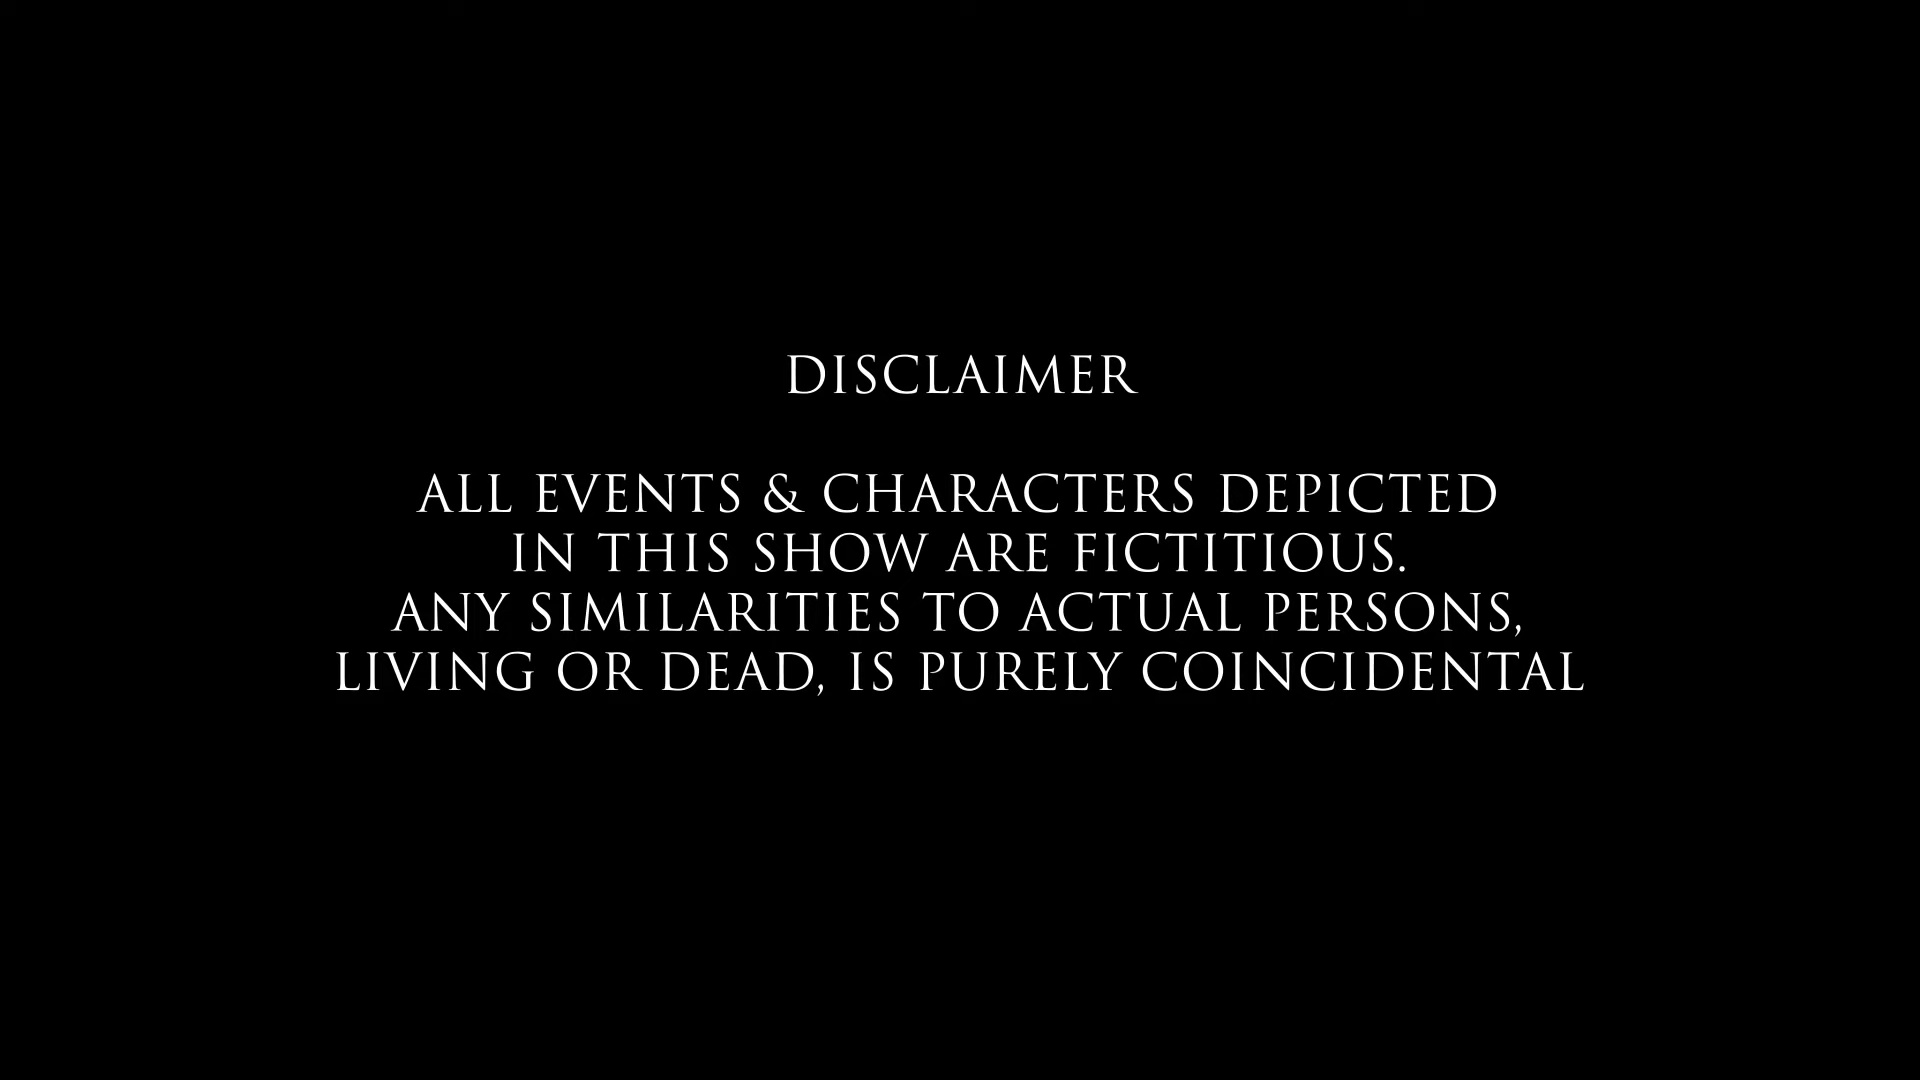 DISCLAIMER
ALL EVENTS & CHARACTERS DEPICTED
IN THIS SHOW ARE FICTITIOUS.
ANY SIMILARITIES TO ACTUAL PERSONS,
LIVING OR DEAD, IS PURELY COINCIDENTAL